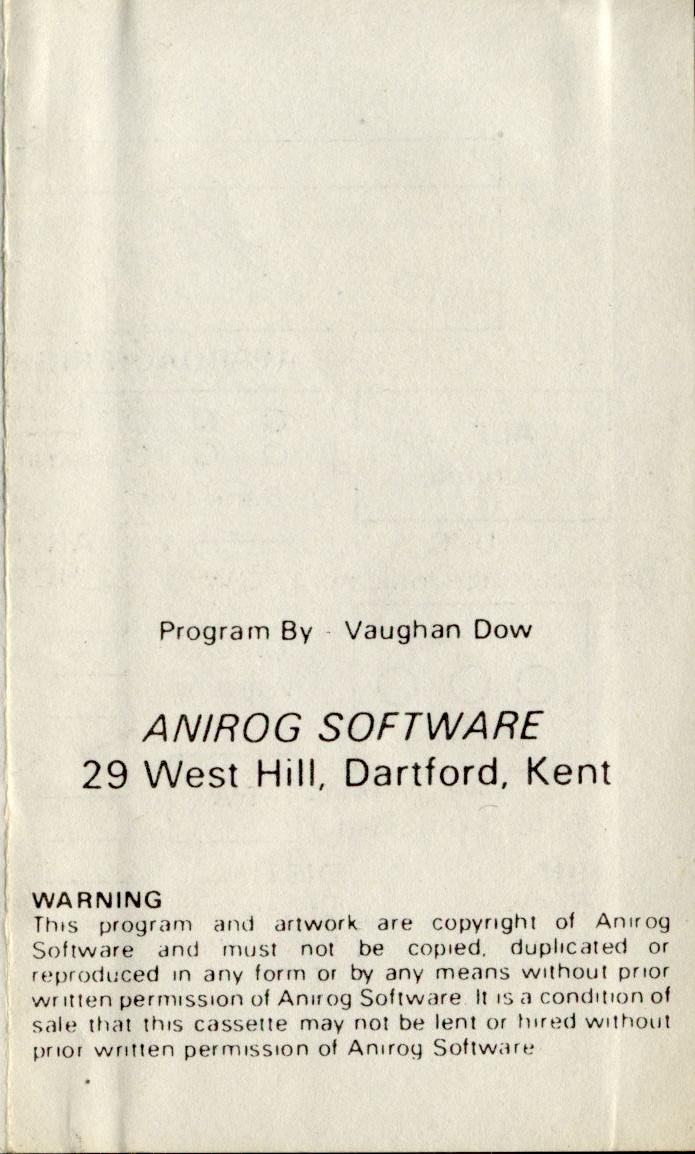 Program By - Vaughan Dow
ANIROG SOFTWARE
29 West Hill, Dartford, Kent
WARNING
This program and artwork are copyright of Anirog
Software and must not be copied, duplicated or
reproduced in any form or by any means without prior
written permission of Anirog Software. It is a condition of
sale that this cassette may not be lent or hired without
prior written permission of Anirog Software